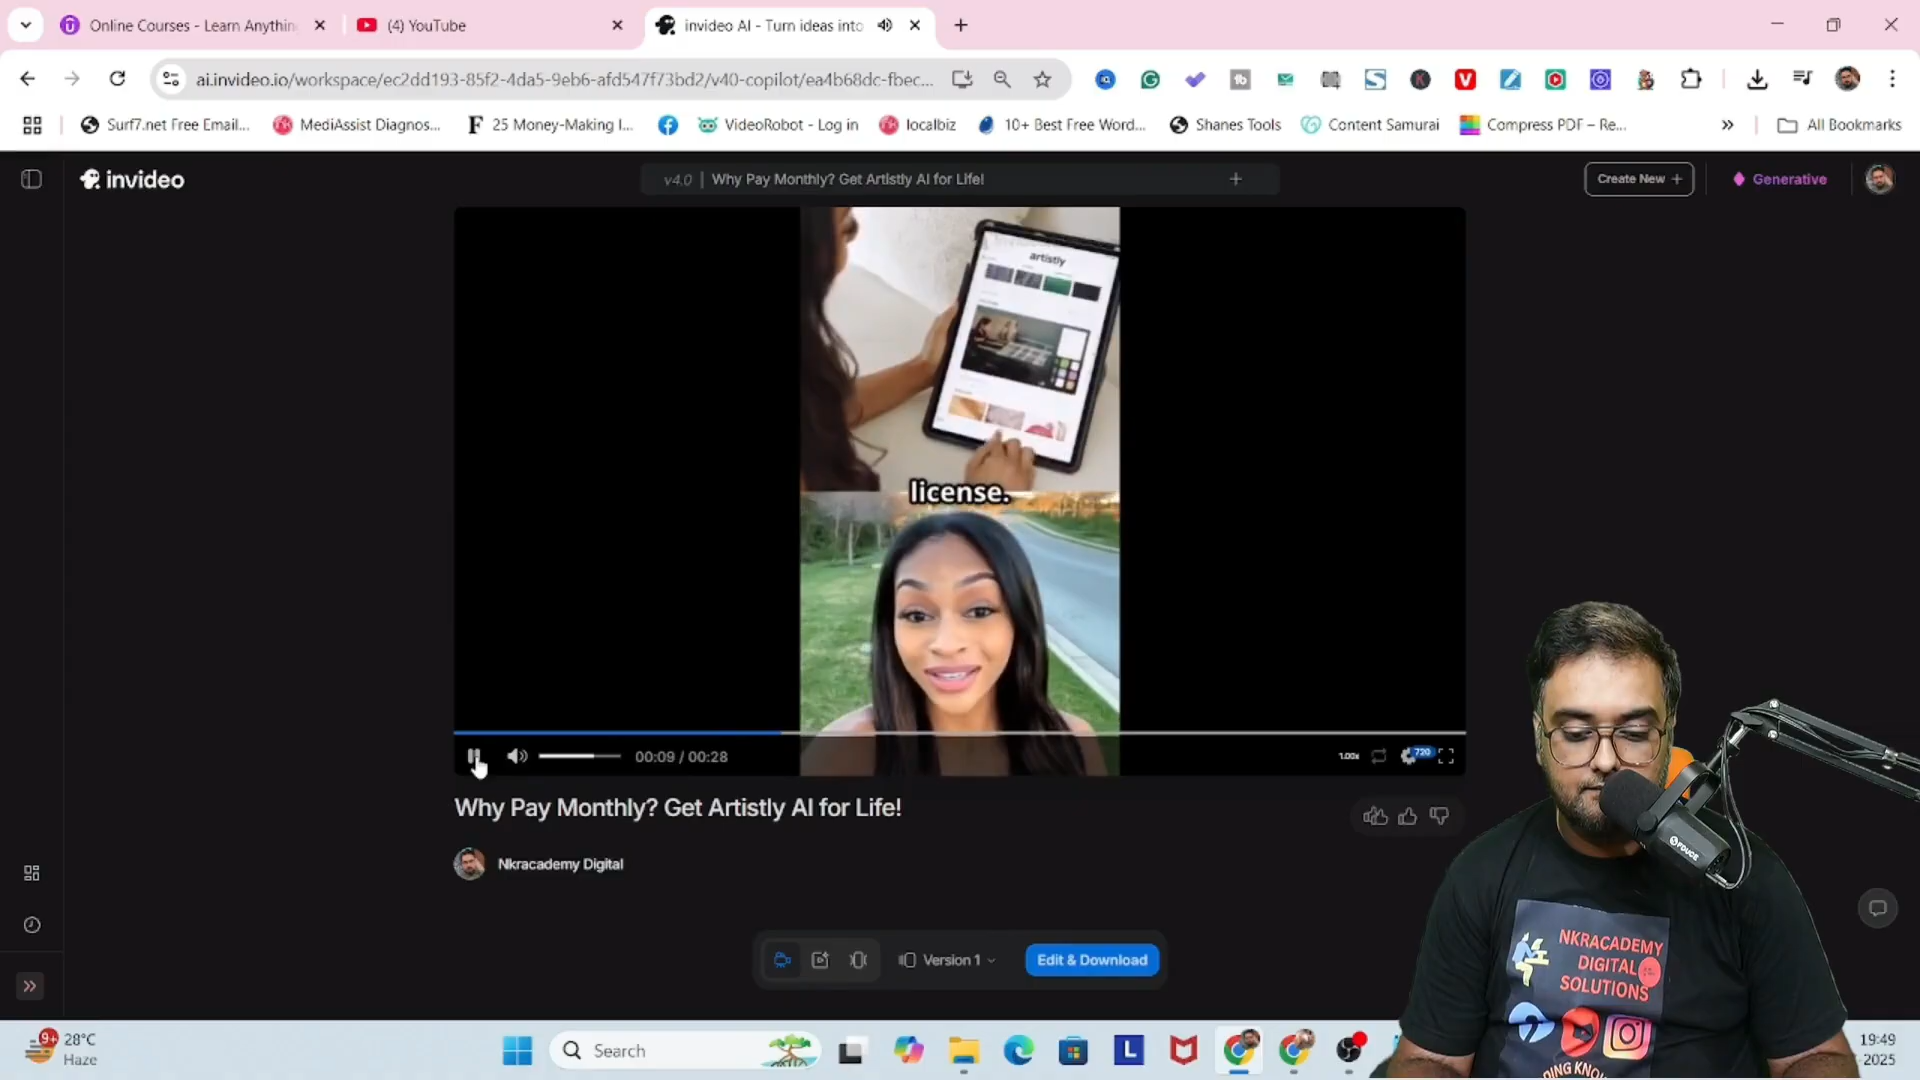 Online Courses - Learn Anythin
(4) YouTube
invideo AI - Turn ideas into
ai.invideo.io/workspace/ec2dd193-85f2-4da5-9eb6-afd547f73bd2/v40-copilot/ea4b68dc-fbec...
Surf7.net Free Email...
MediAssist Diagnos...
25 Money-Making I...
VideoRobot - Log in
localbiz
10+ Best Free Word...
Shanes Tools
Content Samurai
Compress PDF – Re...
All Bookmarks
invideo
v4.0 | Why Pay Monthly? Get Artistly AI for Life!
Create New +
Generative
artistly
license.
00:09 / 00:28
1.00x
720
Why Pay Monthly? Get Artistly AI for Life!
Nkracademy Digital
Version 1
Edit & Download
NKRACADEMY
DIGITAL
SOLUTIONS
9+
28°C
Haze
Search
19:49
-2025